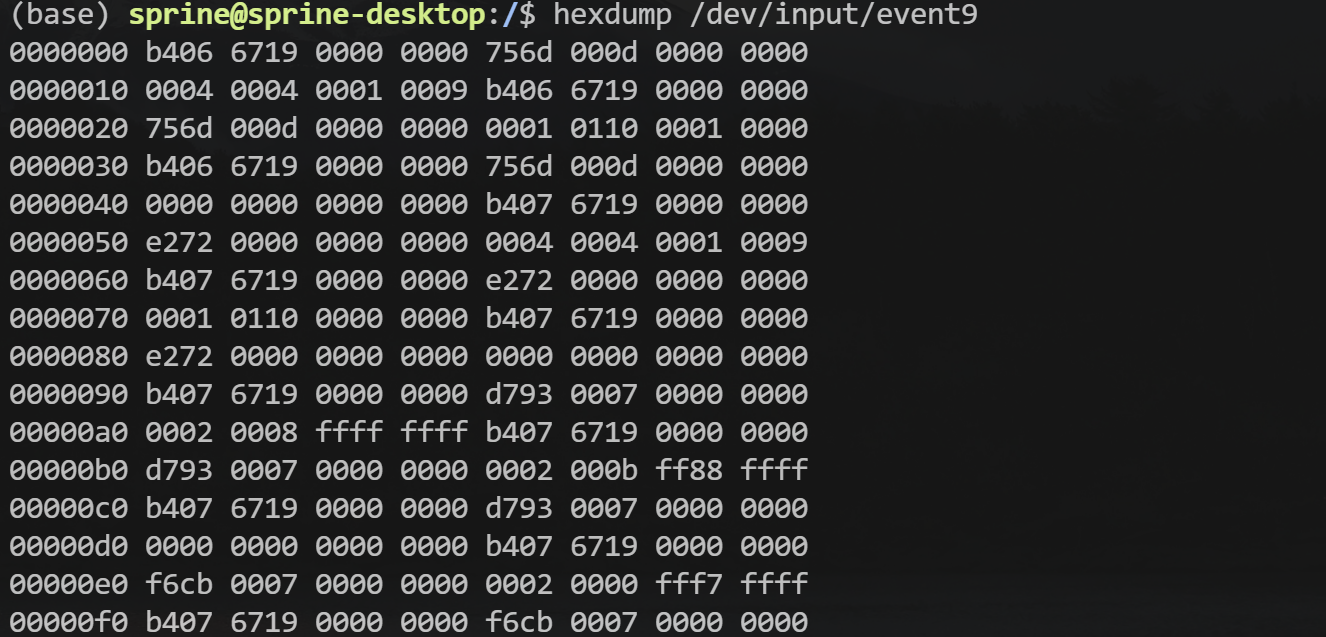 (base) sprine@sprine-desktop:/$ hexdump /dev/input/event9
0000000 b406 6719 0000 0000 756d 000d 0000 0000
0000010 0004 0004 0001 0009 b406 6719 0000 0000
0000020 756d 000d 0000 0000 0001 0110 0001 0000
0000030 b406 6719 0000 0000 756d 000d 0000 0000
0000040 0000 0000 0000 0000 b407 6719 0000 0000
0000050 e272 0000 0000 0000 0004 0004 0001 0009
0000060 b407 6719 0000 0000 e272 0000 0000 0000
0000070 0001 0110 0000 0000 b407 6719 0000 0000
0000080 e272 0000 0000 0000 0000 0000 0000 0000
0000090 b407 6719 0000 0000 d793 0007 0000 0000
00000a0 0002 0008 ffff ffff b407 6719 0000 0000
00000b0 d793 0007 0000 0000 0002 000b ff88 ffff
00000c0 b407 6719 0000 0000 d793 0007 0000 0000
00000d0 0000 0000 0000 0000 b407 6719 0000 0000
00000e0 f6cb 0007 0000 0000 0002 0000 fff7 ffff
00000f0 b407 6719 0000 0000 f6cb 0007 0000 0000